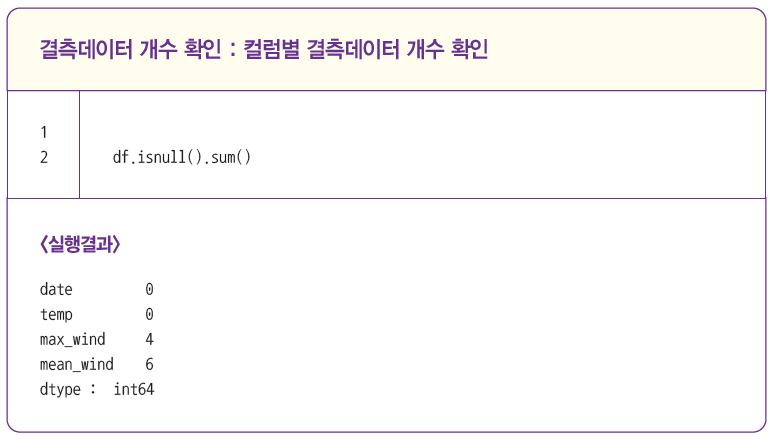 결측데이터 개수 확인 : 컬럼별 결측데이터 개수 확인
1
2 df.isnull().sum()
<실행결과>
date 0
temp 0
max_wind 4
mean_wind 6
dtype : int64